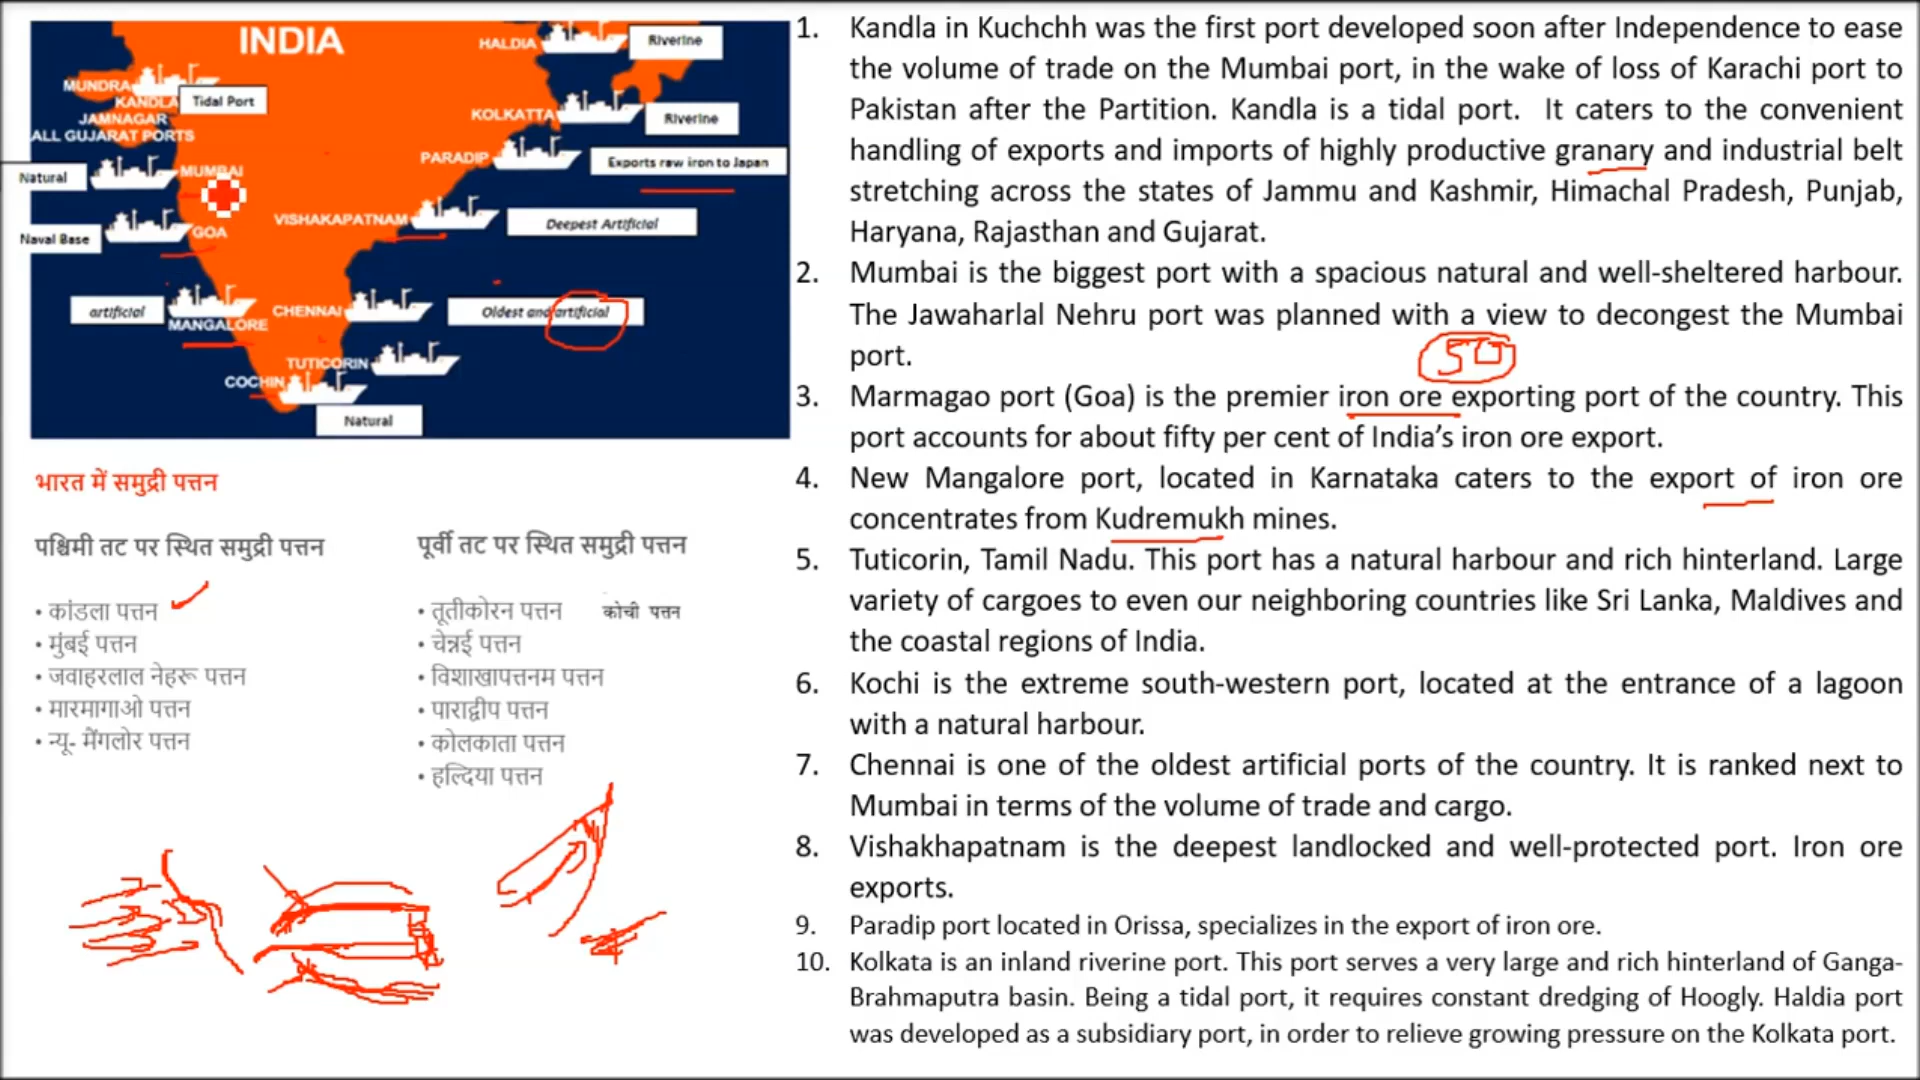 INDIA
HALDIA
Riverine
MUNDRA
KANDLA
Tidal Port
JAMNAGAR
ALL GUJARAT PORTS
KOLKATTA
Riverine
PARADIP
Exports raw iron to Japan
Natural
MUMBAI
VISHAKAPATNAM
Deepest Artificial
Naval Base
GOA
artificial
MANGALORE
CHENNAI
Oldest and artificial
TUTICORIN
COCHIN
Natural
भारत में समुद्री पत्तन
पश्चिमी तट पर स्थित समुद्री पत्तन
• कांडला पत्तन
• मुंबई पत्तन
• जवाहरलाल नेहरू पत्तन
• मारमागाओ पत्तन
• न्यू- मैंगलोर पत्तन
पूर्वी तट पर स्थित समुद्री पत्तन
• तूतीकोरन पत्तन कोची पत्तन
• चेन्नई पत्तन
• विशाखापत्तनम पत्तन
• पाराद्वीप पत्तन
• कोलकाता पत्तन
• हल्दिया पत्तन
1. Kandla in Kuchchh was the first port developed soon after Independence to ease
the volume of trade on the Mumbai port, in the wake of loss of Karachi port to
Pakistan after the Partition. Kandla is a tidal port. It caters to the convenient
handling of exports and imports of highly productive granary and industrial belt
stretching across the states of Jammu and Kashmir, Himachal Pradesh, Punjab,
Haryana, Rajasthan and Gujarat.
2. Mumbai is the biggest port with a spacious natural and well-sheltered harbour.
The Jawaharlal Nehru port was planned with a view to decongest the Mumbai
port.
50
3. Marmagao port (Goa) is the premier iron ore exporting port of the country. This
port accounts for about fifty per cent of India’s iron ore export.
4. New Mangalore port, located in Karnataka caters to the export of iron ore
concentrates from Kudremukh mines.
5. Tuticorin, Tamil Nadu. This port has a natural harbour and rich hinterland. Large
variety of cargoes to even our neighboring countries like Sri Lanka, Maldives and
the coastal regions of India.
6. Kochi is the extreme south-western port, located at the entrance of a lagoon
with a natural harbour.
7. Chennai is one of the oldest artificial ports of the country. It is ranked next to
Mumbai in terms of the volume of trade and cargo.
8. Vishakhapatnam is the deepest landlocked and well-protected port. Iron ore
exports.
9. Paradip port located in Orissa, specializes in the export of iron ore.
10. Kolkata is an inland riverine port. This port serves a very large and rich hinterland of Ganga-
Brahmaputra basin. Being a tidal port, it requires constant dredging of Hoogly. Haldia port
was developed as a subsidiary port, in order to relieve growing pressure on the Kolkata port.